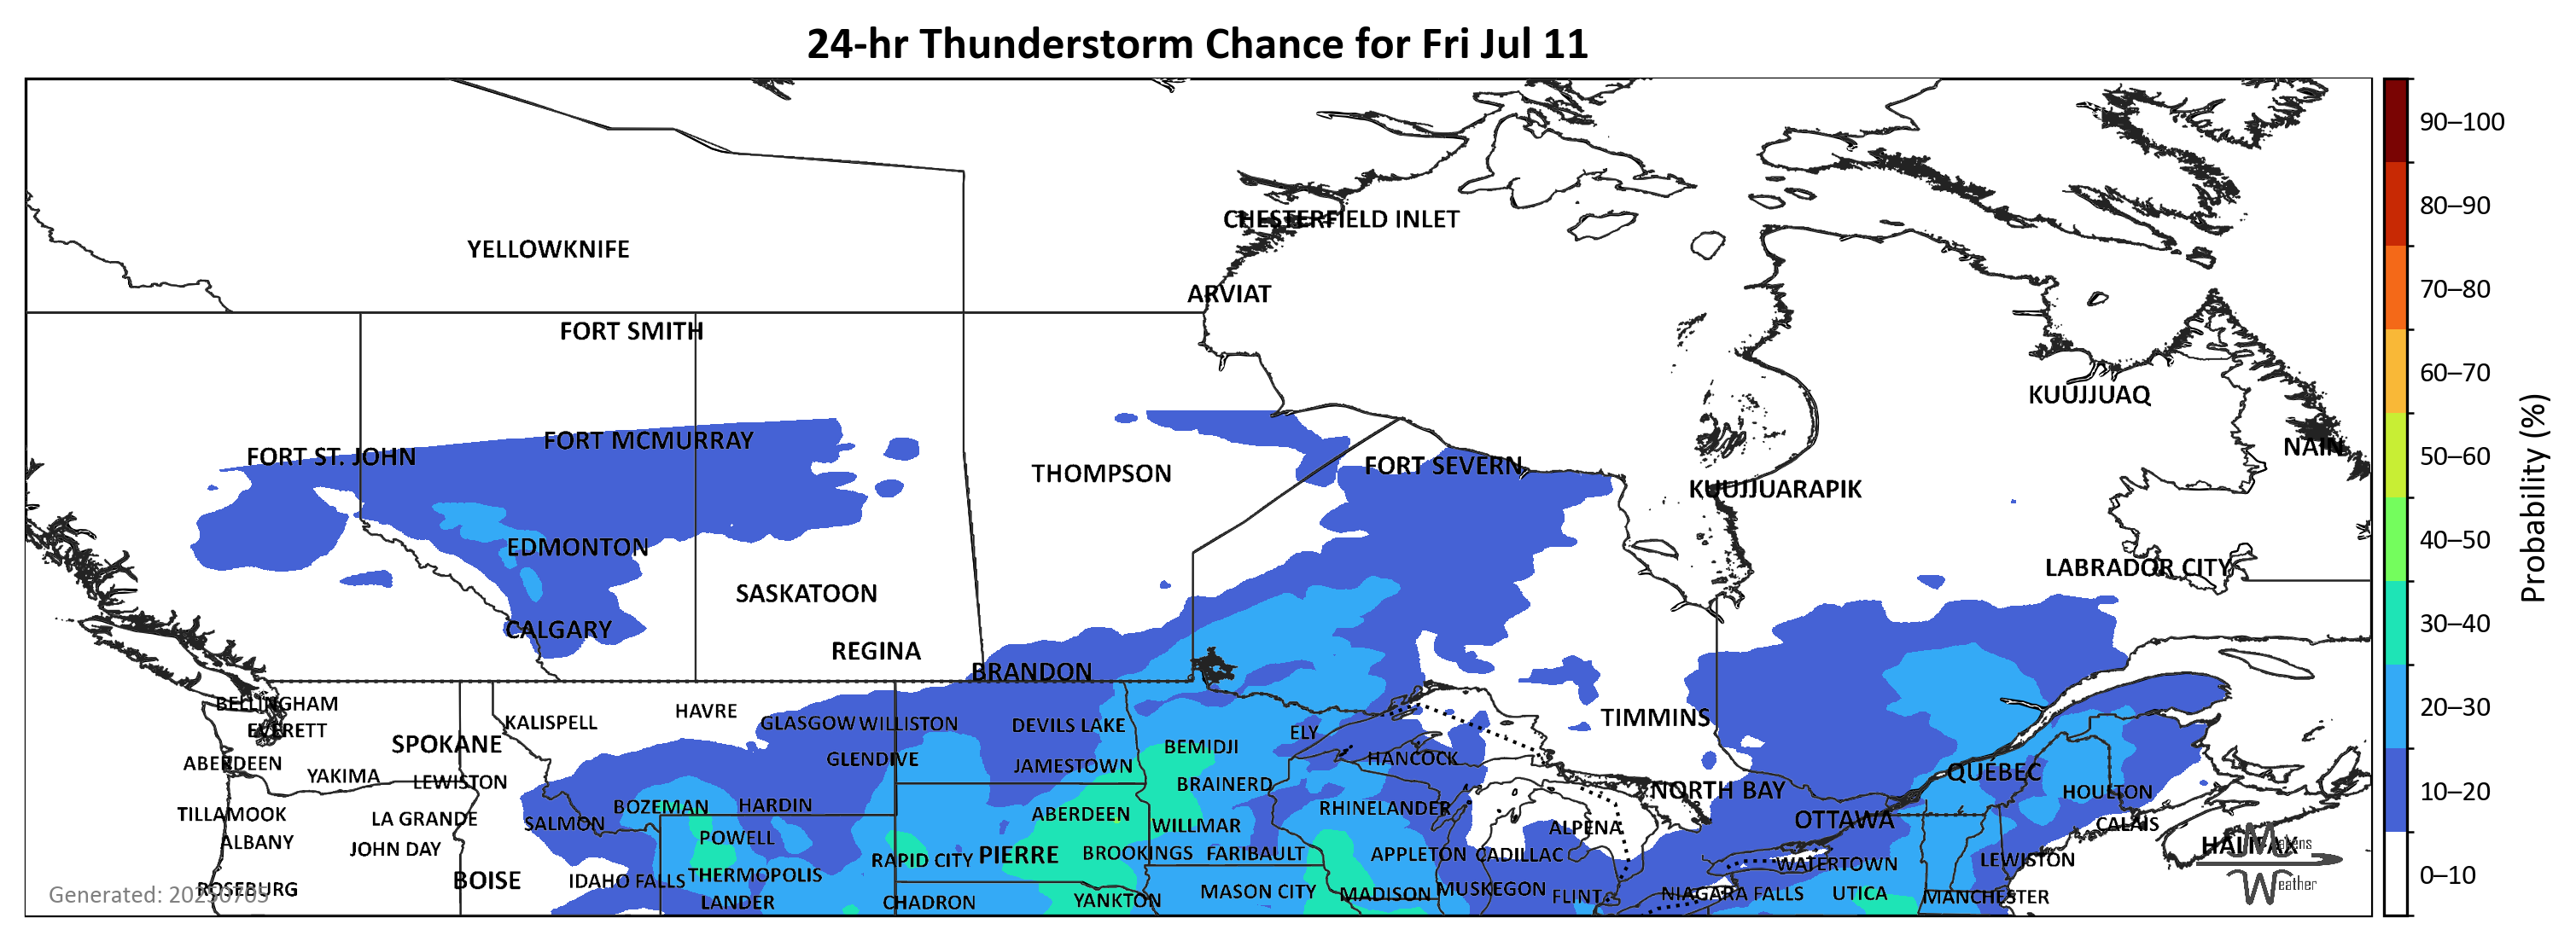 24-hr Thunderstorm Chance for Fri Jul 11
90–100
80–90
CHESTERFIELD INLET
YELLOWKNIFE
ARVIAT
70–80
FORT SMITH
60–70
KUUJJUAQ
FORT MCMURRAY
NAIN
FORT ST. JOHN
50–60
FORT SEVERN
THOMPSON
KUUJJUARAPIK
Probability (%)
40–50
EDMONTON
LABRADOR CITY
SASKATOON
30–40
CALGARY
REGINA
BRANDON
BELLINGHAM
20–30
HAVRE
TIMMINS
KALISPELL
GLASGOW WILLISTON
DEVILS LAKE
EVERETT
ELY
SPOKANE
BEMIDJI
GLENDIVE
HANCOCK
ABERDEEN
JAMESTOWN
QUÉBEC
YAKIMA
LEWISTON
BRAINERD
NORTH BAY
HOULTON
10–20
BOZEMAN
HARDIN
RHINELANDER
TILLAMOOK
ABERDEEN
LA GRANDE
OTTAWA
SALMON
WILLMAR
ALPENA
CALAIS
POWELL
ALBANY
HALIFAX
Makens
JOHN DAY
BROOKINGS
FARIBAULT
PIERRE
APPLETON
CADILLAC
RAPID CITY
LEWISTON
WATERTOWN
THERMOPOLIS
0–10
BOISE
IDAHO FALLS
Weather
ROSEBURG
MUSKEGON
MASON CITY
Generated: 20250705
MADISON
NIAGARA FALLS
UTICA
FLINT
MANCHESTER
YANKTON
LANDER
CHADRON